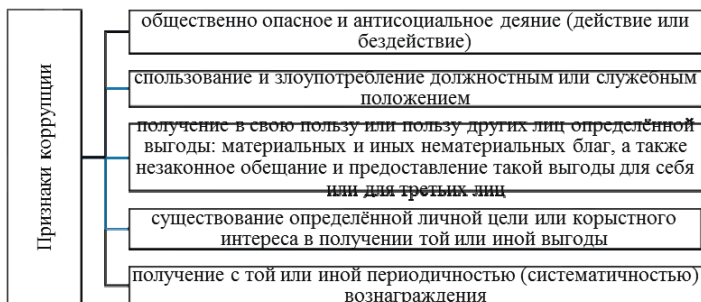 Признаки коррупции
общественно опасное и антисоциальное деяние (действие или
бездействие)
спользование и злоупотребление должностным или служебным
положением
получение в свою пользу или пользу других лиц определённой
выгоды: материальных и иных нематериальных благ, а также
незаконное обещание и предоставление такой выгоды для себя
или для третьих лиц
существование определённой личной цели или корыстного
интереса в получении той или иной выгоды
получение с той или иной периодичностью (систематичностью)
вознаграждения